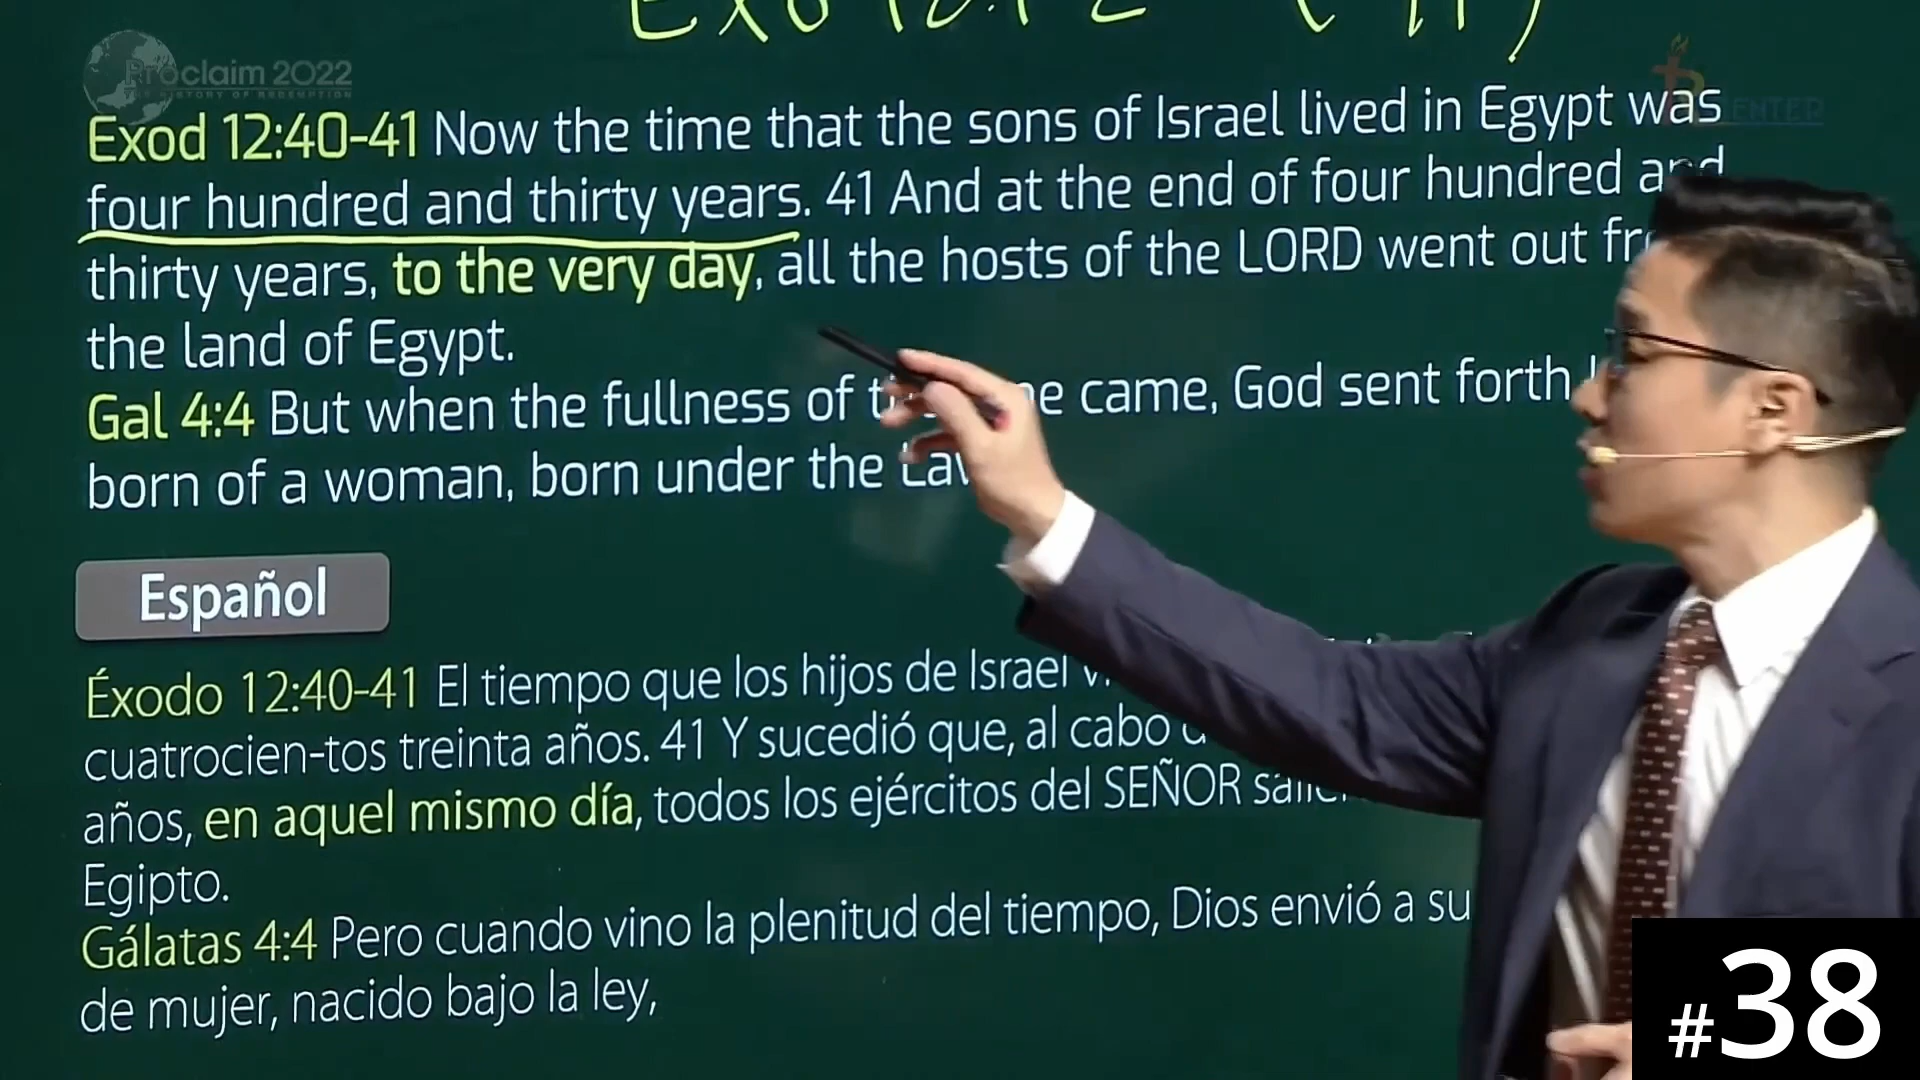 Proclaim 2022
THE HISTORY OF REDEMPTION
Exod 12:40-41 Now the time that the sons of Israel lived in Egypt was
four hundred and thirty years. 41 And at the end of four hundred and
thirty years, to the very day, all the hosts of the LORD went out
the land of Egypt.
Gal 4:4 But when the fullness of came, God sent forth
born of a woman, born under the
Español
Éxodo 12:40-41 El tiempo que los hijos de Israel
cuatrocien-tos treinta años. 41 Y sucedió que, al cabo
años, en aquel mismo día, todos los ejércitos del SEÑOR
Egipto.
Gálatas 4:4 Pero cuando vino la plenitud del tiempo, Dios envió a su
de mujer, nacido bajo la ley,
#38